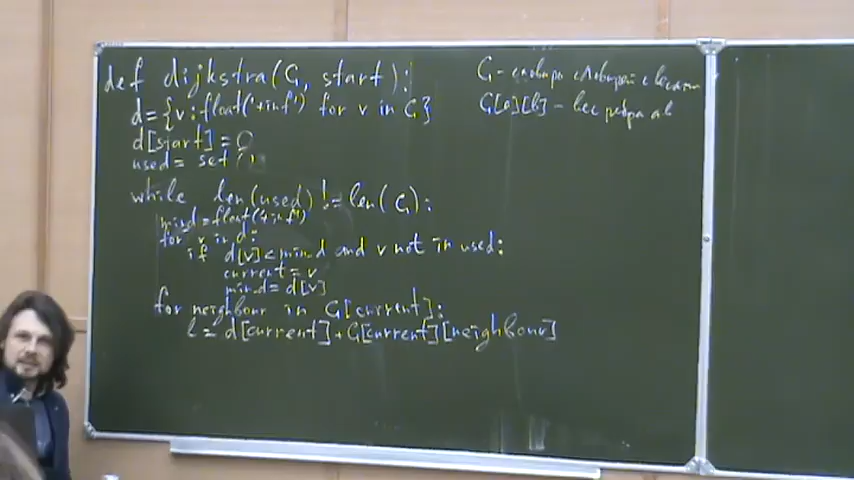 def dijkstra(G, start):
d={v:float('+inf') for v in G}
d[start]=0
used = set()
while len(used) != len(G):
min_d=float('+inf')
for v in d:
if d[v]<min_d and v not in used:
current = v
min_d= d[v]
for neighbour in G[current]:
l = d[current]+G[current][neighbour]
G - словарь словарей с весами
G[a][b] - вес ребра ab